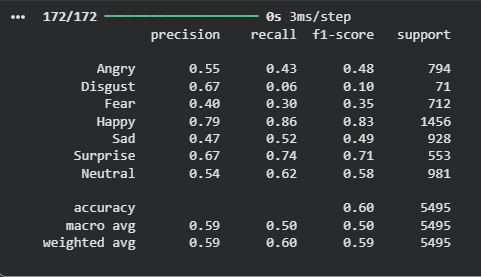 ••• 172/172 ━━━━━━━━━━━━━━━━━━━━ 0s 3ms/step
precision recall f1-score support
Angry 0.55 0.43 0.48 794
Disgust 0.67 0.06 0.10 71
Fear 0.40 0.30 0.35 712
Happy 0.79 0.86 0.83 1456
Sad 0.47 0.52 0.49 928
Surprise 0.67 0.74 0.71 553
Neutral 0.54 0.62 0.58 981
accuracy 0.60 5495
macro avg 0.59 0.50 0.50 5495
weighted avg 0.59 0.60 0.59 5495